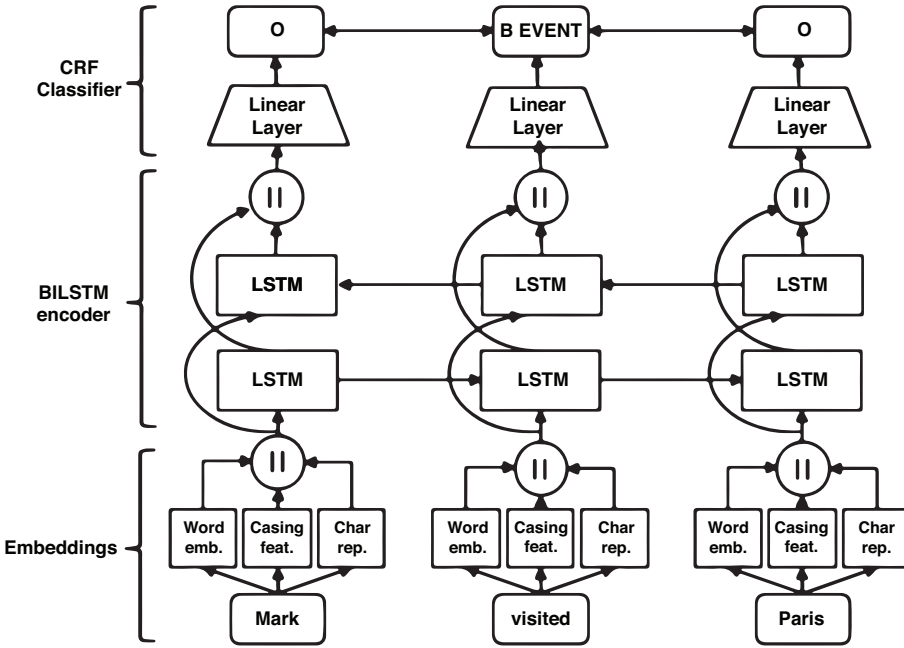 O
B EVENT
O
CRF
Classifier
Linear
Layer
Linear
Layer
Linear
Layer
||
||
||
BILSTM
encoder
LSTM
LSTM
LSTM
LSTM
LSTM
LSTM
||
||
||
Embeddings
Word
emb.
Casing
feat.
Char
rep.
Word
emb.
Casing
feat.
Char
rep.
Word
emb.
Casing
feat.
Char
rep.
Mark
visited
Paris